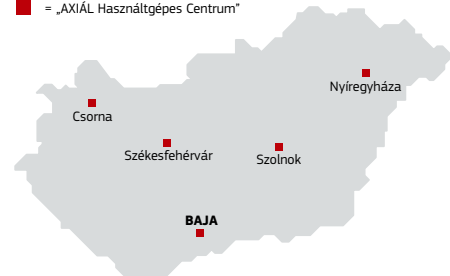 = „AXIÁL Használtgépes Centrum"
Nyíregyháza
Csorna
Székesfehérvár
Szolnok
BAJA